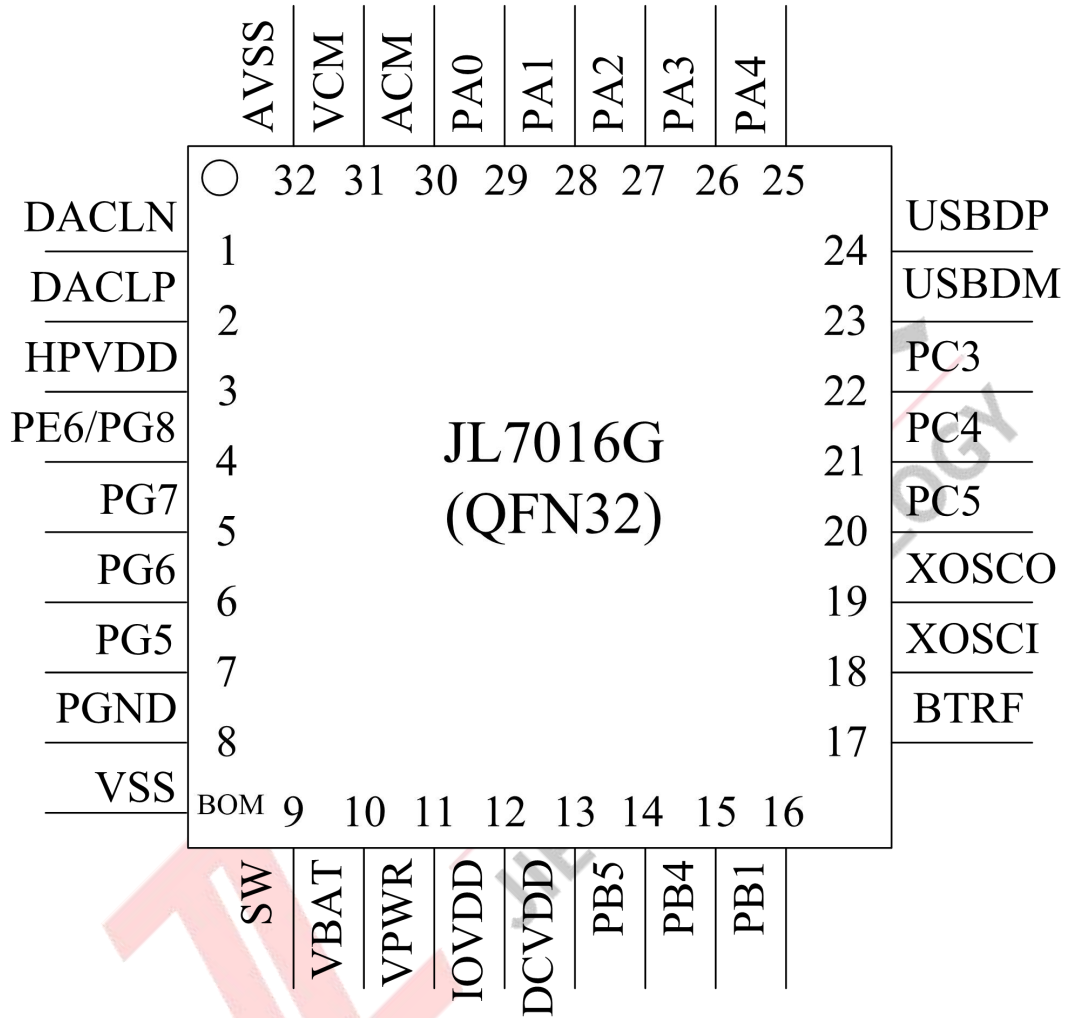 AVSS
VCM
ACM
PA0
PA1
PA2
PA3
PA4
32 31 30 29 28 27 26 25
DACLN
1
DACLP
2
HPVDD
3
PE6/PG8
4
PG7
5
PG6
6
PG5
7
PGND
8
VSS
BOM
JL7016G
(QFN32)
USBDP
24
USBDM
23
PC3
22
PC4
21
PC5
20
XOSCO
19
XOSCI
18
BTRF
17
9 10 11 12 13 14 15 16
SW
VBAT
VPWR
IOVDD
DCVDD
PB5
PB4
PB1